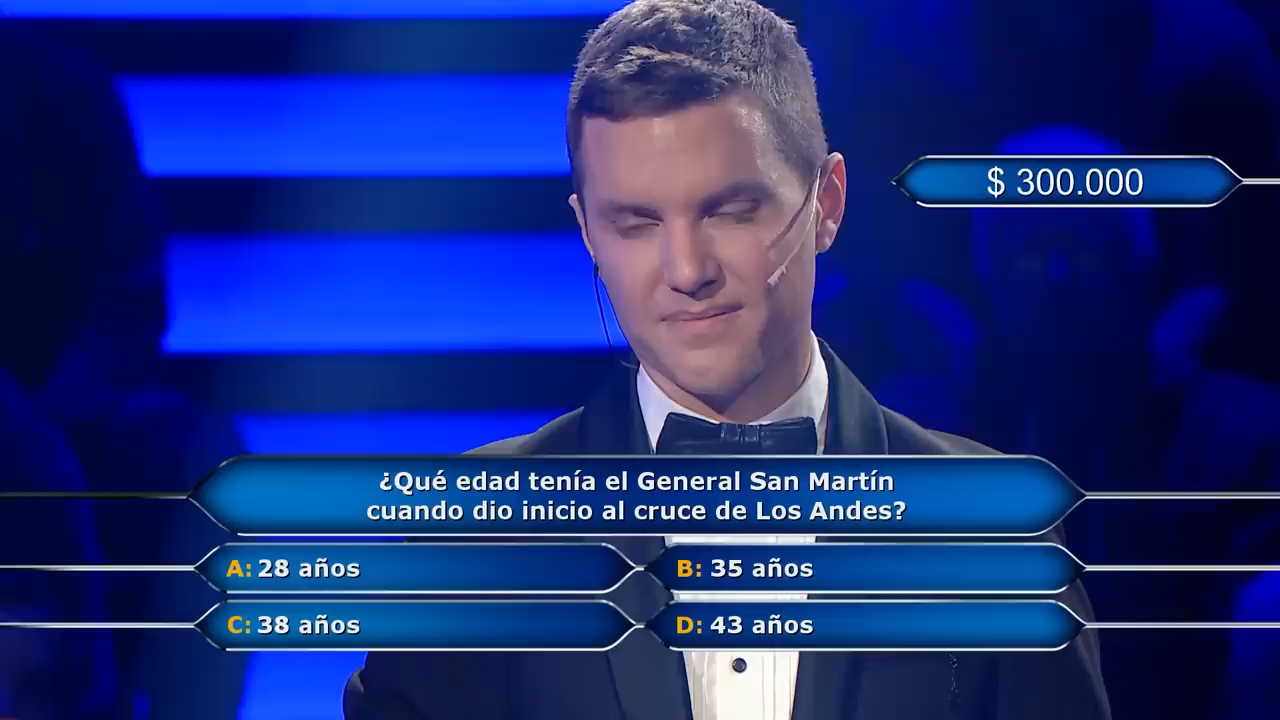 $ 300.000
¿Qué edad tenía el General San Martín
cuando dio inicio al cruce de Los Andes?
A: 28 años
B: 35 años
C: 38 años
D: 43 años